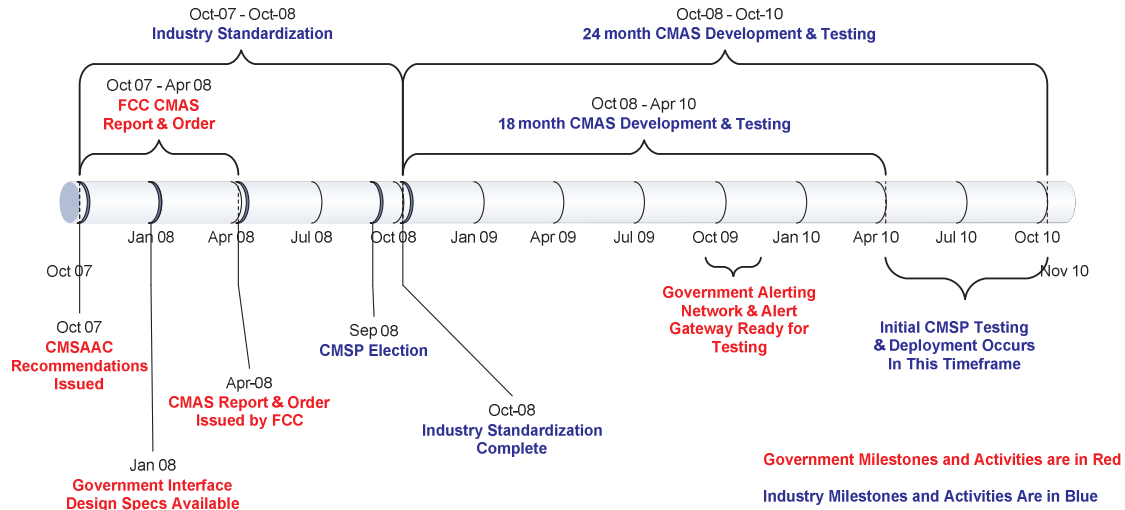 Oct-07 - Oct-08
Industry Standardization
Oct-08 - Oct-10
24 month CMAS Development & Testing
Oct 07 - Apr 08
FCC CMAS
Report & Order
Oct 08 - Apr 10
18 month CMAS Development & Testing
Jan 08
Apr 08
Jul 08
Oct 08
Jan 09
Apr 09
Jul 09
Oct 09
Jan 10
Apr 10
Jul 10
Oct 10
Oct 07
Nov 10
Oct 07
CMSAAC
Recommendations
Issued
Jan 08
Government Interface
Design Specs Available
Apr-08
CMAS Report & Order
Issued by FCC
Sep 08
CMSP Election
Oct-08
Industry Standardization
Complete
Government Alerting
Network & Alert
Gateway Ready for
Testing
Initial CMSP Testing
& Deployment Occurs
In This Timeframe
Government Milestones and Activities are in Red
Industry Milestones and Activities Are in Blue